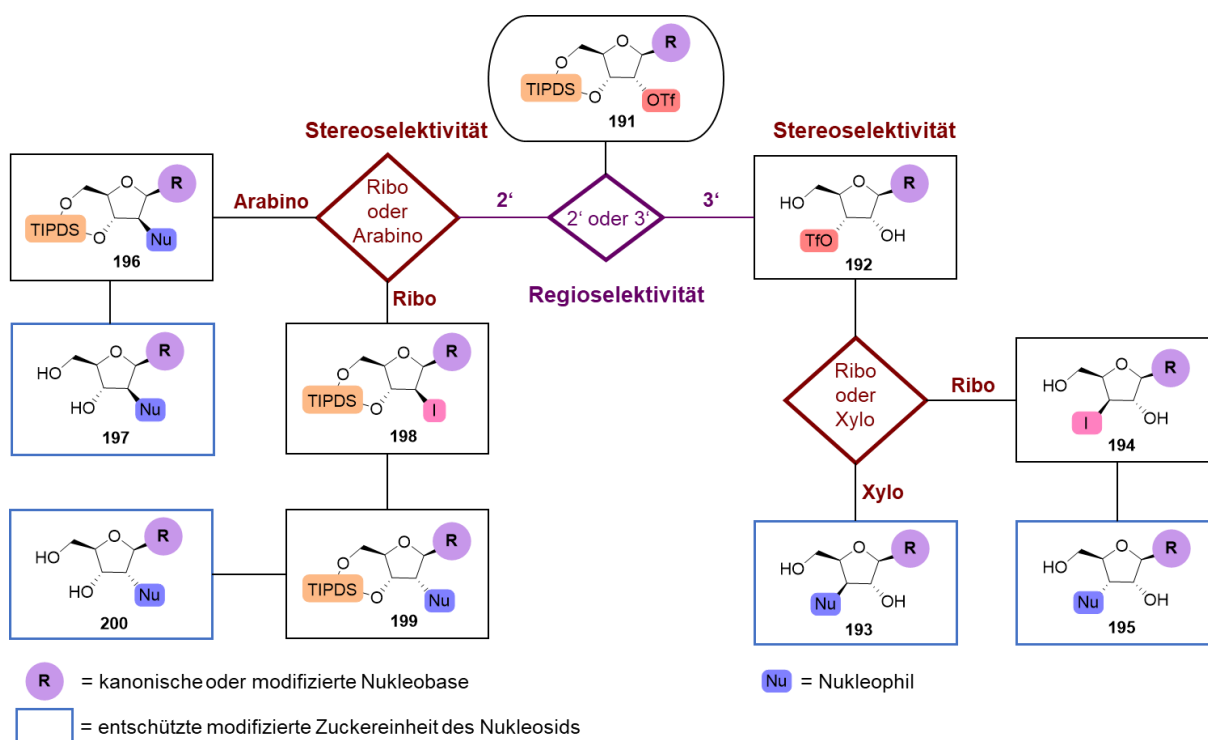 O
R
O
TIPDS
O
OTf
191
Stereoselektivität
Stereoselektivität
O
R
O
TIPDS
O
Nu
196
Arabino
Ribo
oder
Arabino
2‘
2‘ oder 3‘
3‘
O
R
HO
TfO
OH
192
Ribo
Regioselektivität
O
R
HO
HO
Nu
197
O
R
O
TIPDS
O
I
198
Ribo
oder
Xylo
Ribo
O
R
HO
I
OH
194
Xylo
O
R
HO
HO
Nu
200
O
R
O
TIPDS
O
Nu
199
O
R
HO
Nu
OH
193
O
R
HO
Nu
OH
195
R = kanonische oder modifizierte Nukleobase
Nu = Nukleophil
= entschützte modifizierte Zuckereinheit des Nukleosids